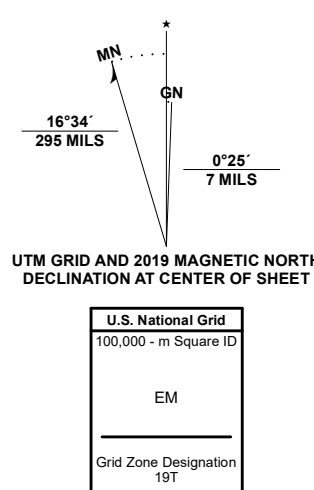 ★
MN
GN
16°34´
295 MILS
0°25´
7 MILS
UTM GRID AND 2019 MAGNETIC NORTH
DECLINATION AT CENTER OF SHEET
U.S. National Grid
100,000 - m Square ID
EM
Grid Zone Designation
19T